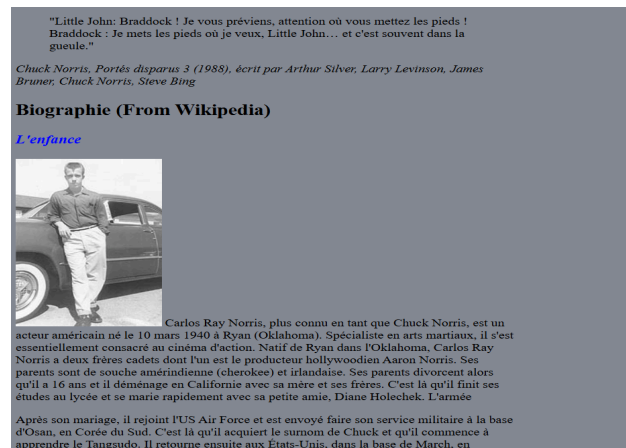 "Little John: Braddock ! Je vous préviens, attention où vous mettez les pieds !
Braddock : Je mets les pieds où je veux, Little John… et c'est souvent dans la
gueule."
Chuck Norris, Portés disparus 3 (1988), écrit par Arthur Silver, Larry Levinson, James
Bruner, Chuck Norris, Steve Bing
Biographie (From Wikipedia)
L'enfance
Carlos Ray Norris, plus connu en tant que Chuck Norris, est un
acteur américain né le 10 mars 1940 à Ryan (Oklahoma). Spécialiste en arts martiaux, il s'est
essentiellement consacré au cinéma d'action. Natif de Ryan dans l'Oklahoma, Carlos Ray
Norris a deux frères cadets dont l'un est le producteur hollywoodien Aaron Norris. Ses
parents sont de souche amérindienne (cherokee) et irlandaise. Ses parents divorcent alors
qu'il a 16 ans et il déménage en Californie avec sa mère et ses frères. C'est là qu'il finit ses
études au lycée et se marie rapidement avec sa petite amie, Diane Holechek. L'armée
Après son mariage, il rejoint l'US Air Force et est envoyé faire son service militaire à la base
d'Osan, en Corée du Sud. C'est là qu'il acquiert le surnom de Chuck et qu'il commence à
apprendre le Tangsudo. Il retourne ensuite aux États-Unis, dans la base de March, en